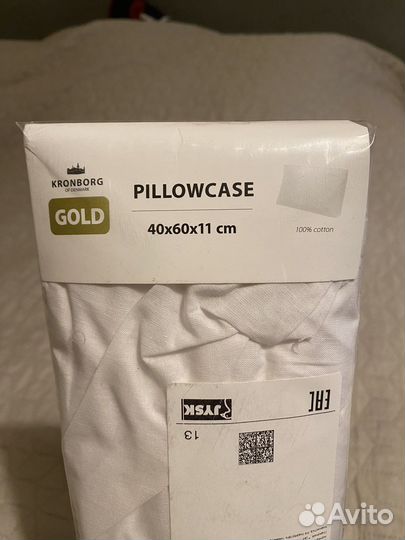 KRONBORG
OF DENMARK
GOLD
PILLOWCASE
40x60x11 cm
100% cotton
JYSK
EAC
13
Avito